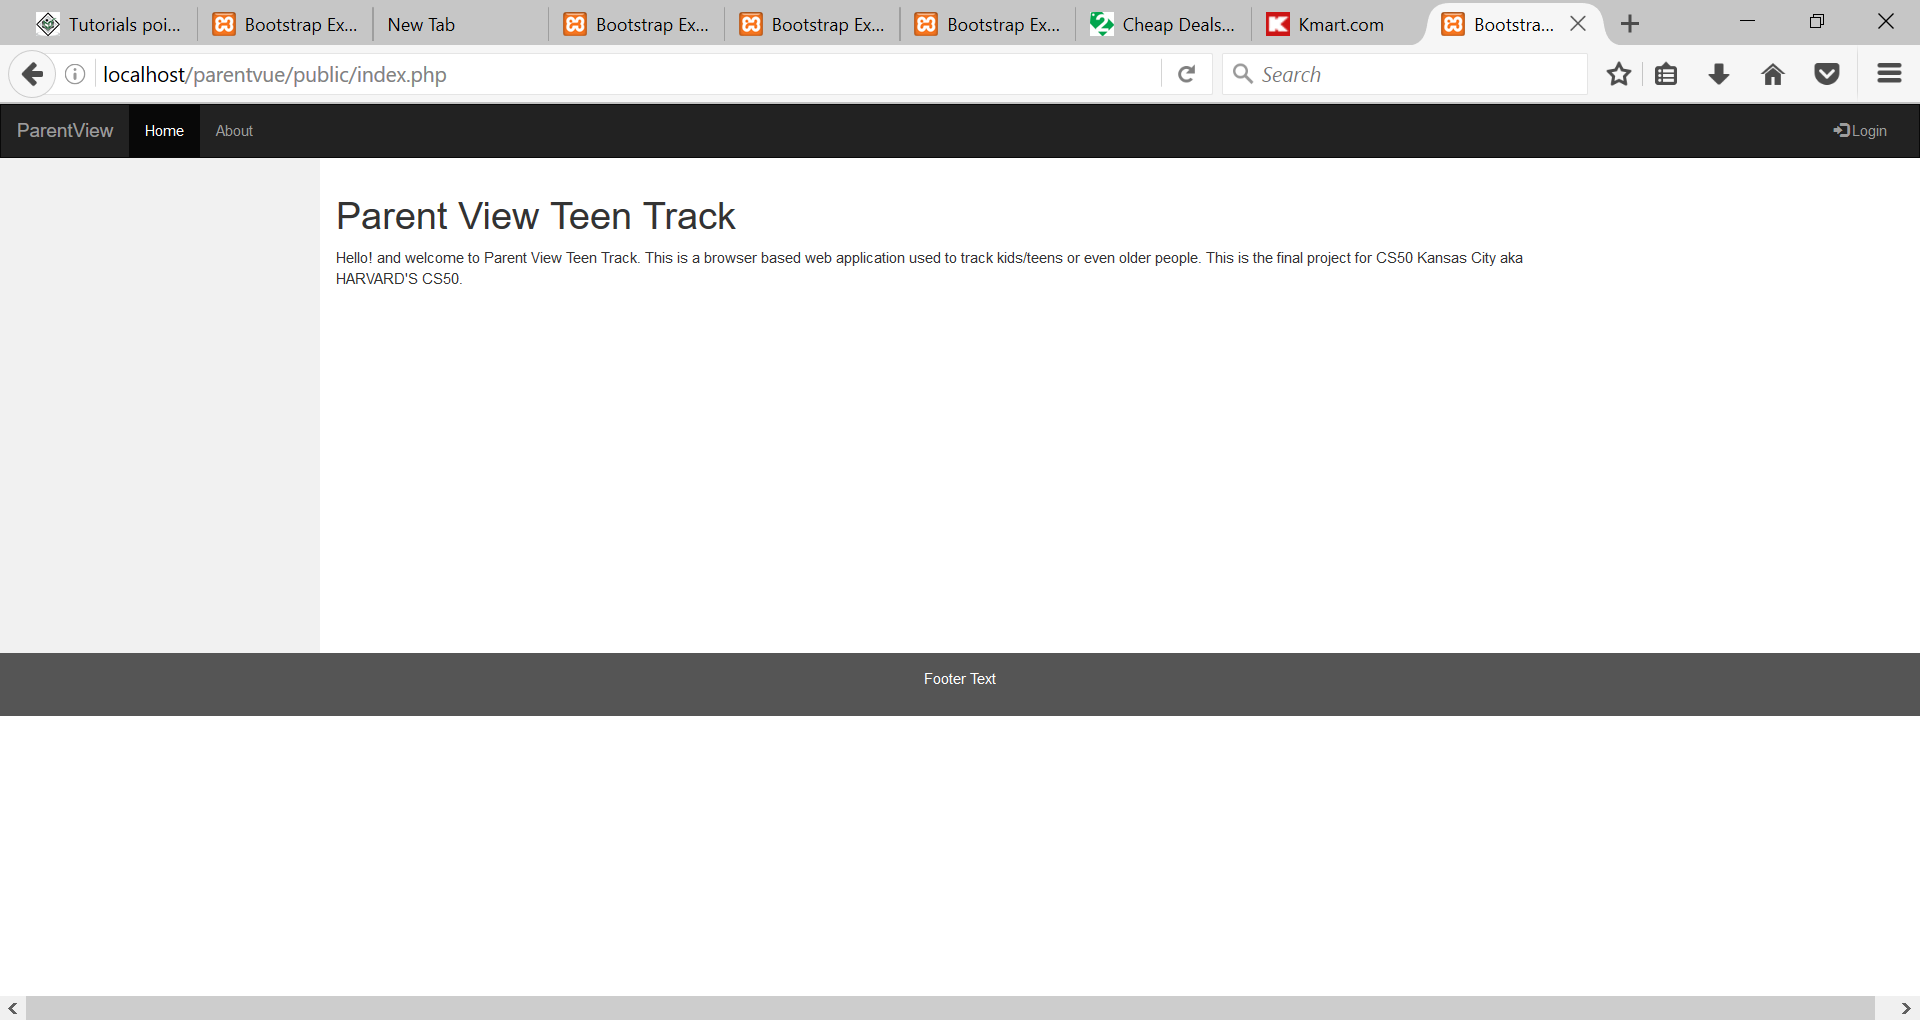 Tutorials poi...
Bootstrap Ex...
New Tab
Bootstrap Ex...
Bootstrap Ex...
Bootstrap Ex...
Cheap Deals...
Kmart.com
Bootstra...
localhost/parentvue/public/index.php
Search
ParentView
Home
About
Login
Parent View Teen Track
Hello! and welcome to Parent View Teen Track. This is a browser based web application used to track kids/teens or even older people. This is the final project for CS50 Kansas City aka
HARVARD'S CS50.
Footer Text